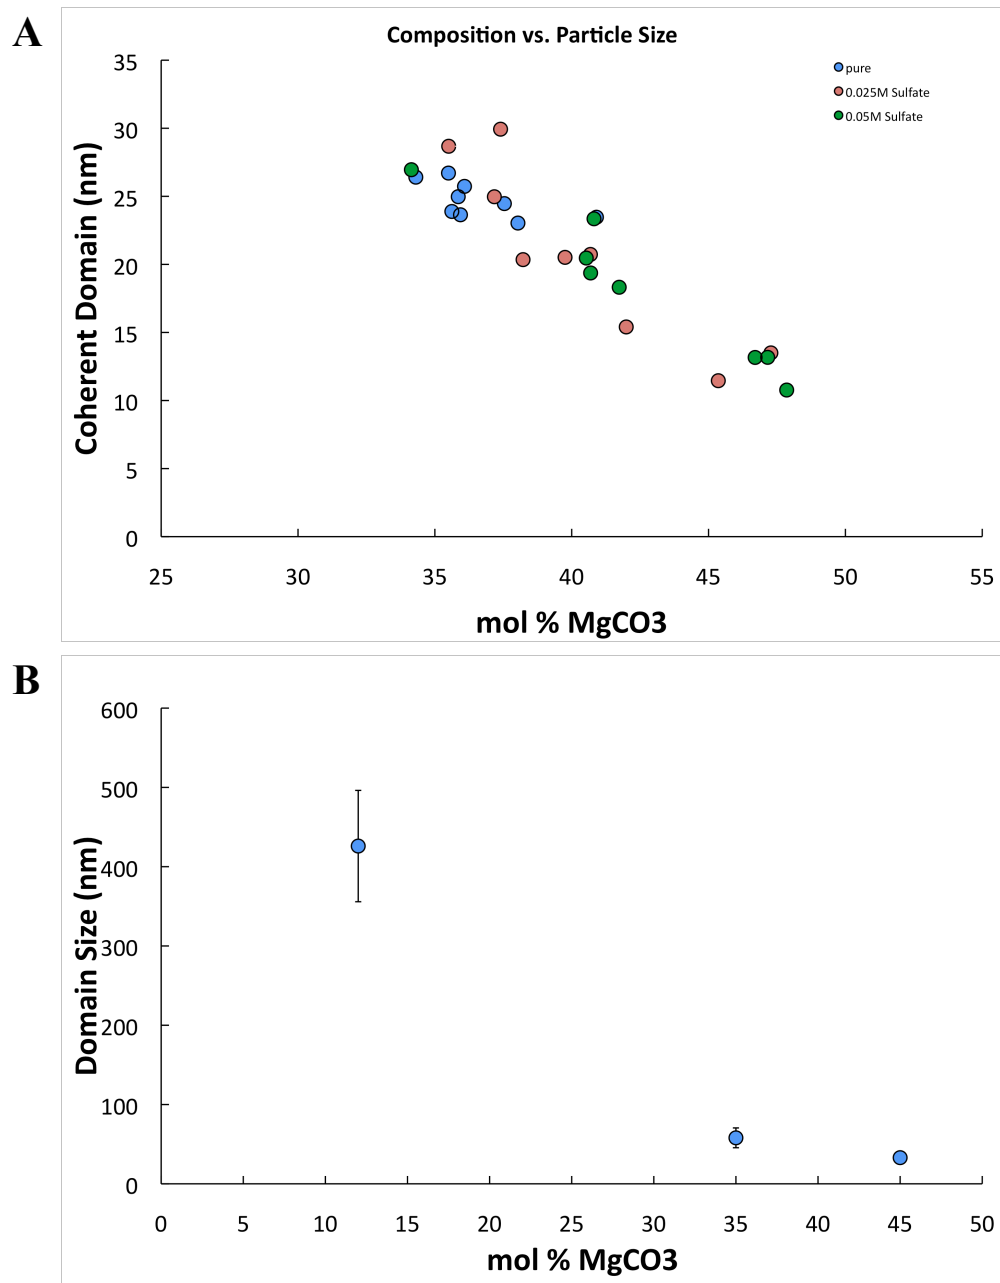 A
Composition vs. Particle Size
pure
0.025M Sulfate
0.05M Sulfate
Coherent Domain (nm)
35
30
25
20
15
10
5
0
25 30 35 40 45 50 55
mol % MgCO3
B
Domain Size (nm)
600
500
400
300
200
100
0
0 5 10 15 20 25 30 35 40 45 50
mol % MgCO3